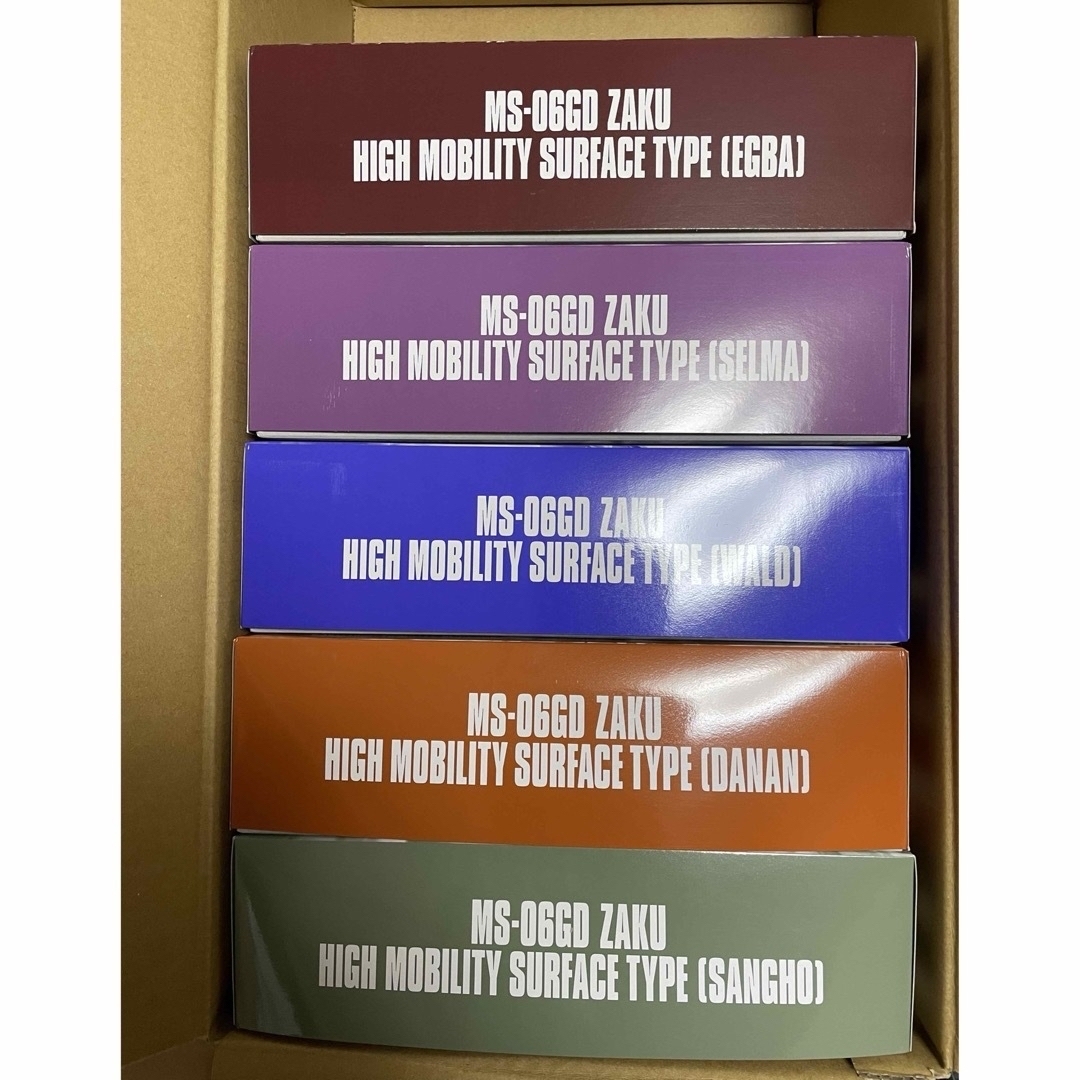 MS-06GD ZAKU
HIGH MOBILITY SURFACE TYPE (EGBA)
MS-06GD ZAKU
HIGH MOBILITY SURFACE TYPE (SELMA)
MS-06GD ZAKU
HIGH MOBILITY SURFACE TYPE (WALD)
MS-06GD ZAKU
HIGH MOBILITY SURFACE TYPE (DANAN)
MS-06GD ZAKU
HIGH MOBILITY SURFACE TYPE (SANGHO)